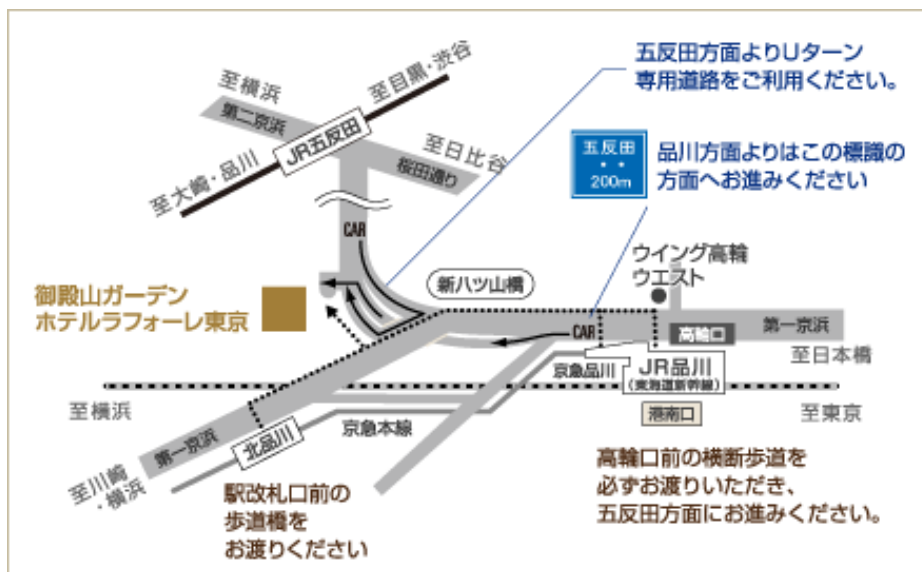 五反田方面よりUターン
専用道路をご利用ください。
至横浜
至目黒・渋谷
第二京浜
JR五反田
至日比谷
桜田通り
至大崎・品川
五反田
200m
品川方面よりはこの標識の
方面へお進みください
CAR
ウイング高輪
ウエスト
新八ツ山橋
御殿山ガーデン
ホテルラフォーレ東京
CAR
高輪口
第一京浜
至日本橋
京急品川
JR品川
(東海道新幹線)
至横浜
港南口
至東京
京急本線
北品川
第一京浜
至川崎
・横浜
駅改札口前の
歩道橋を
お渡りください
高輪口前の横断歩道を
必ずお渡りいただき、
五反田方面にお進みください。